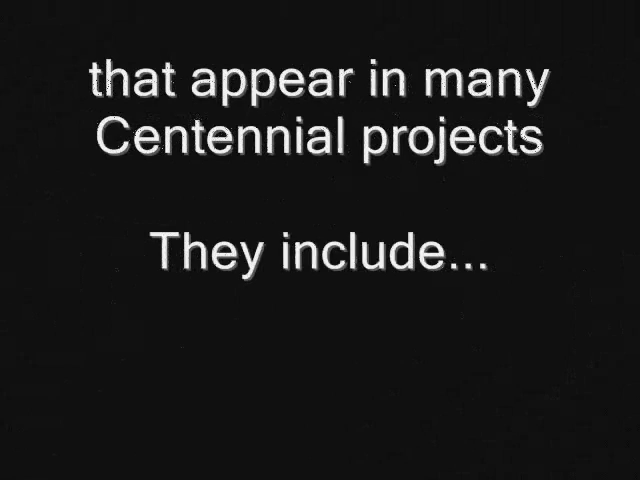 that appear in many
Centennial projects
They include...